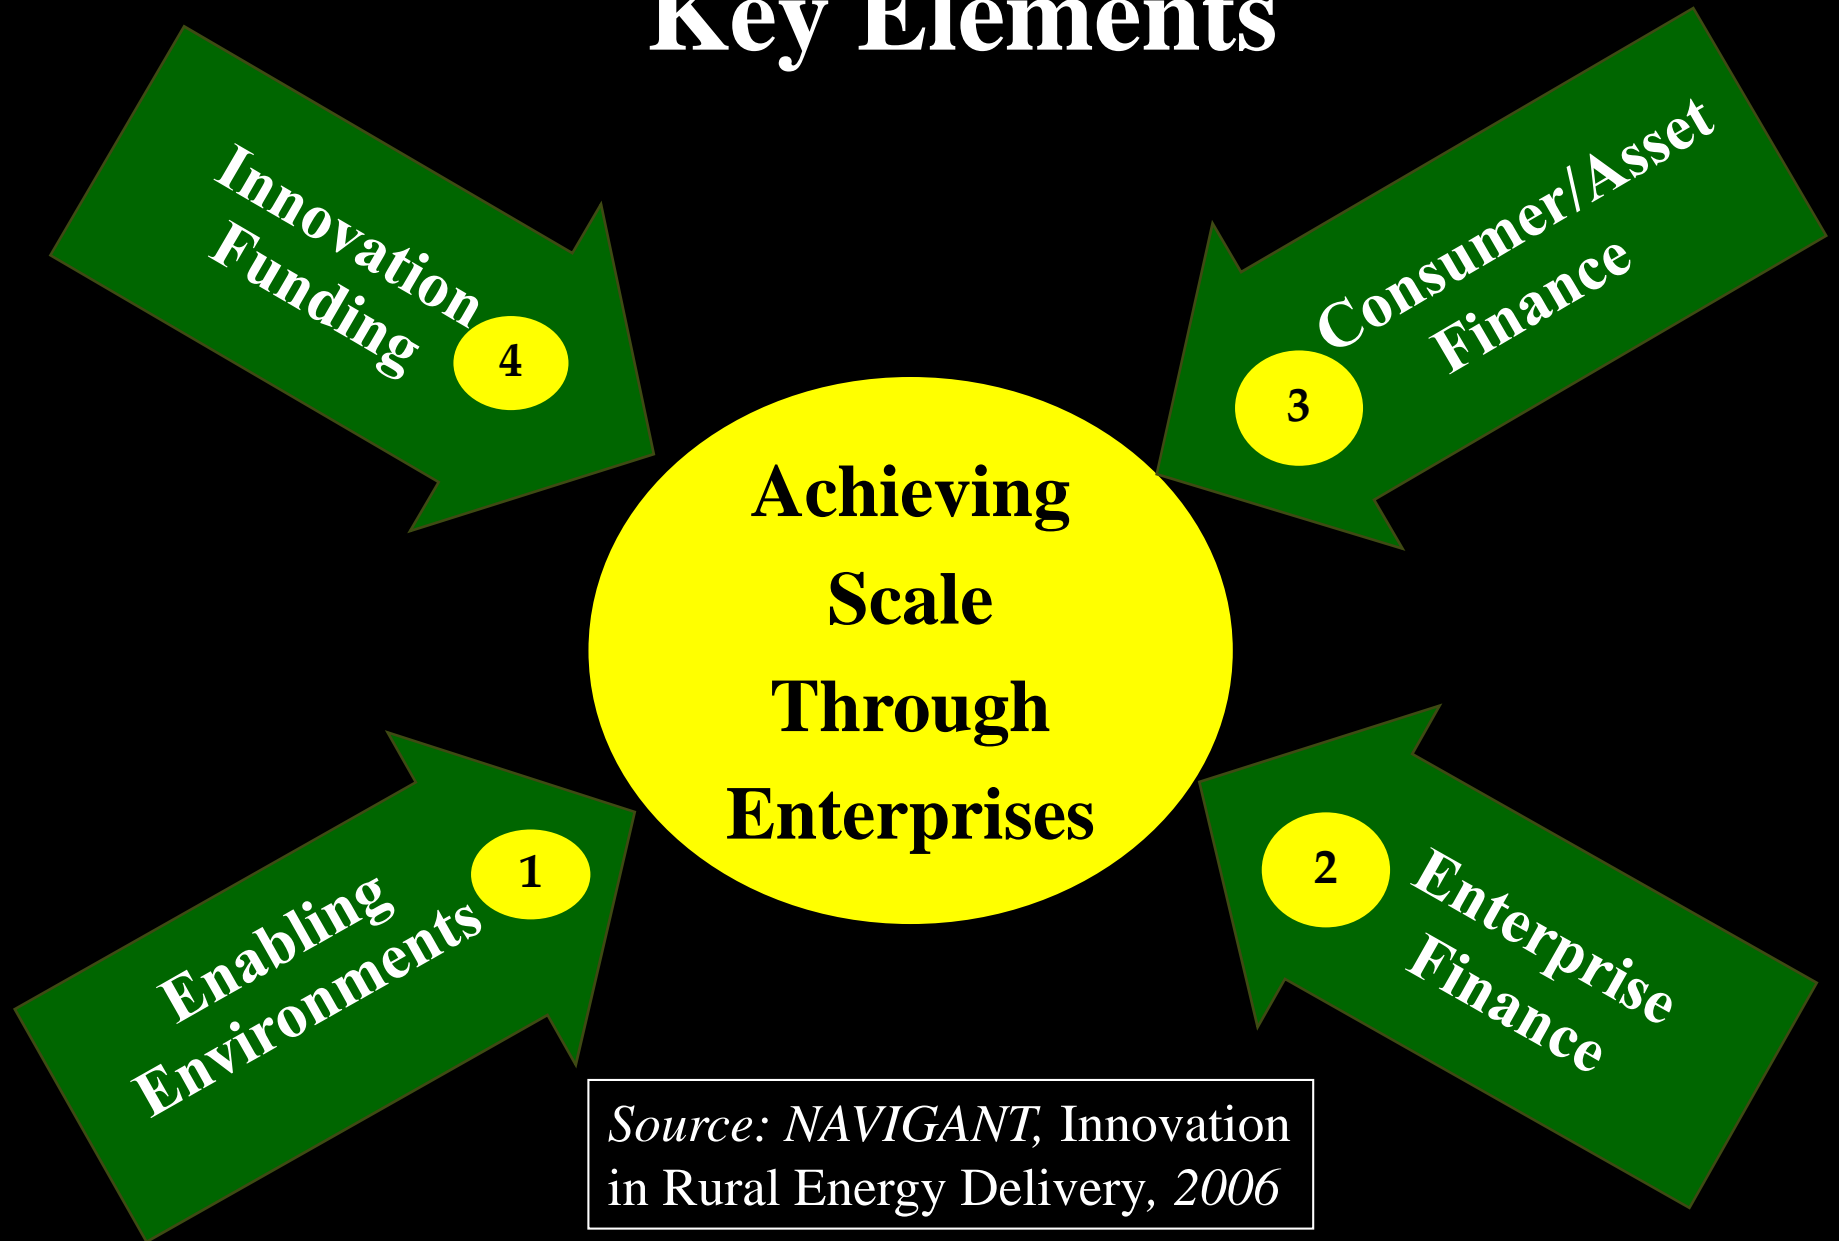 Key Elements
Innovation
Funding
4
Consumer/Asset
Finance
3
Achieving
Scale
Through
Enterprises
Enabling
Environments
1
2
Enterprise
Finance
Source: NAVIGANT, Innovation
in Rural Energy Delivery, 2006